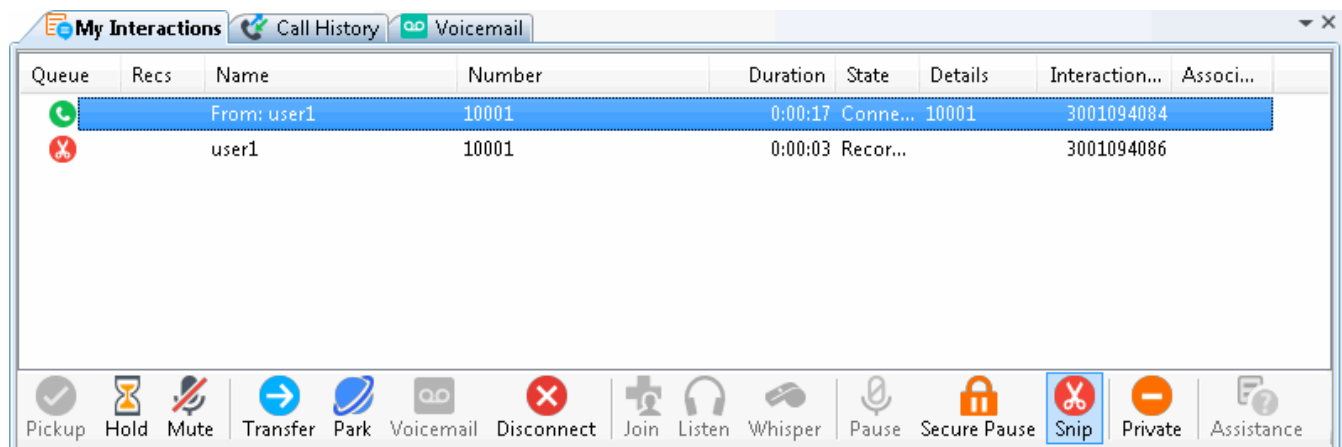 My Interactions Call History Voicemail
Queue Recs Name Number Duration State Details Interaction... Associ...
From: user1 10001 0:00:17 Conne... 10001 3001094084
user1 10001 0:00:03 Recor... 3001094086
Pickup Hold Mute Transfer Park Voicemail Disconnect Join Listen Whisper Pause Secure Pause Snip Private Assistance